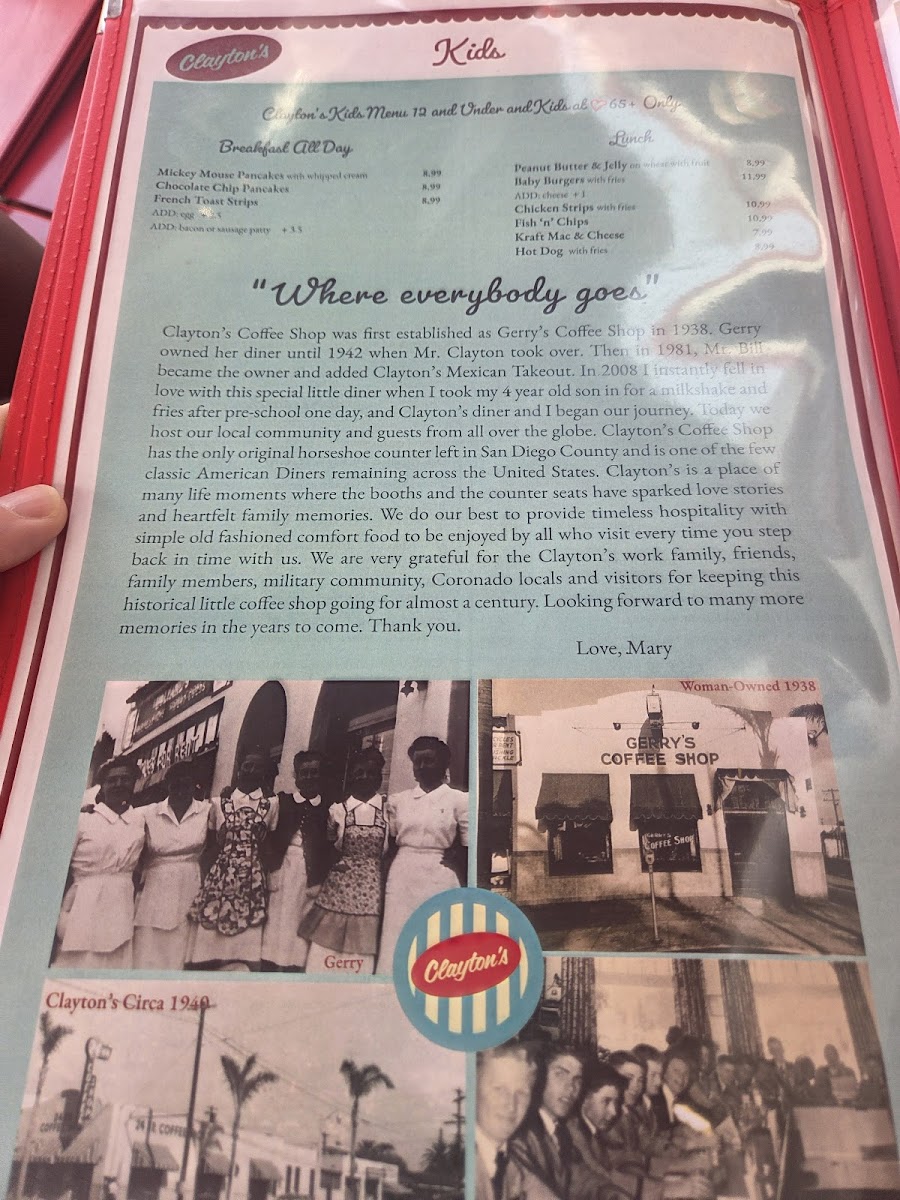 Clayton's
Kids
Clayton's Kids Menu 12 and Under and Kids at ♡ 65+ Only
Breakfast All Day
Mickey Mouse Pancakes with whipped cream 8.99
Chocolate Chip Pancakes 8.99
French Toast Strips 8.99
ADD: egg
ADD: bacon or sausage patty + 3.5
Lunch
Peanut Butter & Jelly on wheat with fruit 8.99
Baby Burgers with fries 11.99
ADD: cheese +1
Chicken Strips with fries 10.99
Fish 'n' Chips 10.99
Kraft Mac & Cheese 7.99
Hot Dog with fries
"Where everybody goes"
Clayton's Coffee Shop was first established as Gerry's Coffee Shop in 1938. Gerry
owned her diner until 1942 when Mr. Clayton took over. Then in 1981, Mr. Bill
became the owner and added Clayton's Mexican Takeout. In 2008 I instantly fell in
love with this special little diner when I took my 4 year old son in for a milkshake and
fries after pre-school one day, and Clayton's diner and I began our journey. Today we
host our local community and guests from all over the globe. Clayton's Coffee Shop
has the only original horseshoe counter left in San Diego County and is one of the few
classic American Diners remaining across the United States. Clayton's is a place of
many life moments where the booths and the counter seats have sparked love stories
and heartfelt family memories. We do our best to provide timeless hospitality with
simple old fashioned comfort food to be enjoyed by all who visit every time you step
back in time with us. We are very grateful for the Clayton's work family, friends,
family members, military community, Coronado locals and visitors for keeping this
historical little coffee shop going for almost a century. Looking forward to many more
memories in the years to come. Thank you.
Love, Mary
Woman-Owned 1938
GERRY'S
COFFEE SHOP
COFFEE SHOP
Gerry
Clayton's
Clayton's Circa 1940